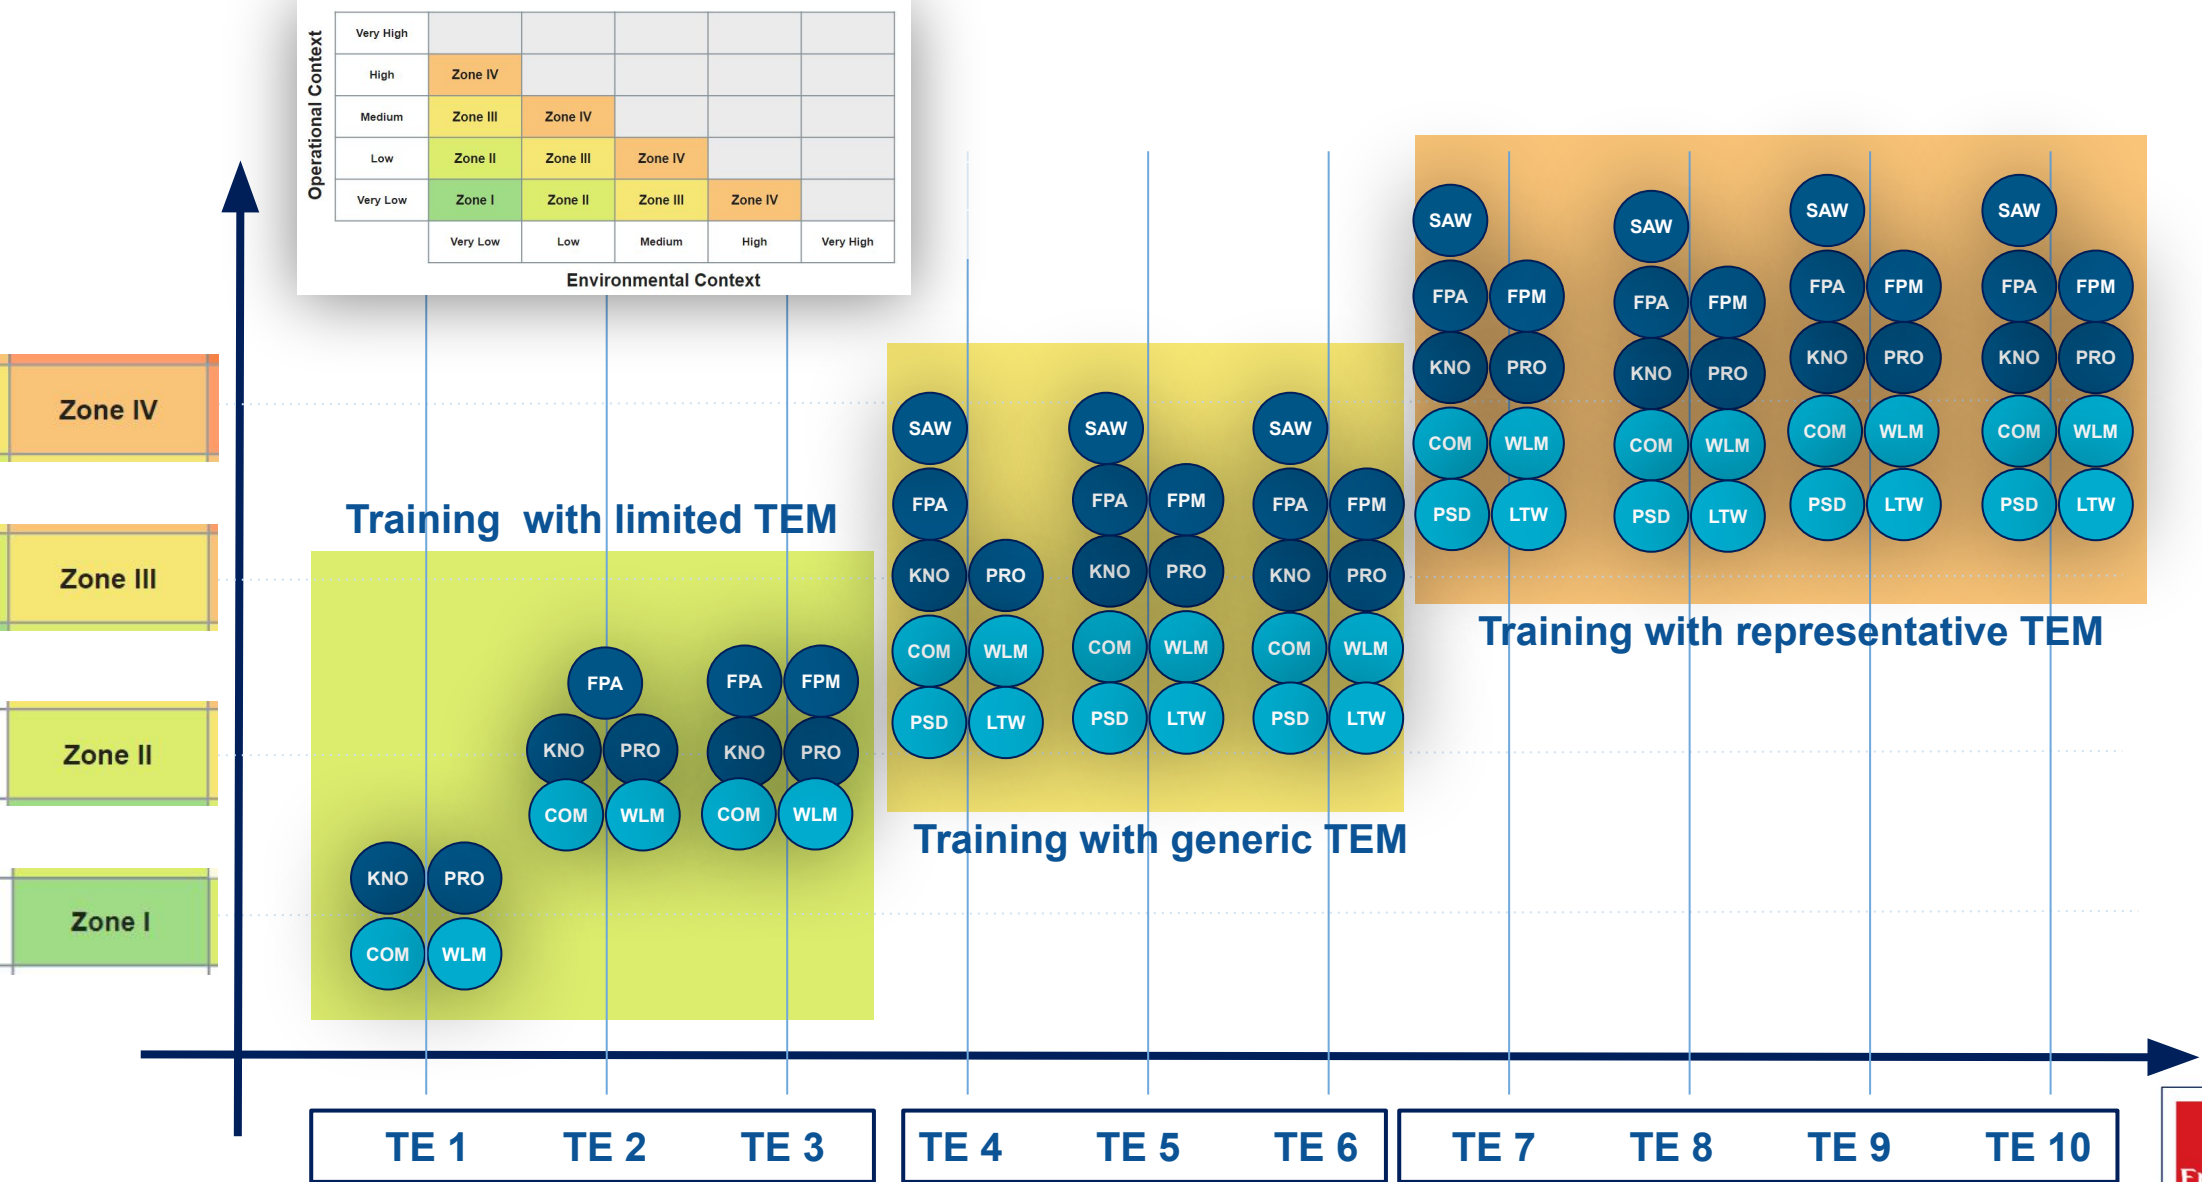 Operational Context
Very High
High Zone IV
Medium Zone III Zone IV
Low Zone II Zone III Zone IV
Very Low Zone I Zone II Zone III Zone IV
Very Low Low Medium High Very High
Environmental Context
Zone IV
Zone III
Zone II
Zone I
Training with limited TEM
KNO PRO
COM WLM
FPA
KNO PRO
COM WLM
FPA FPM
KNO PRO
COM WLM
SAW
FPA
KNO PRO
COM WLM
PSD LTW
SAW
FPA FPM
KNO PRO
COM WLM
PSD LTW
SAW
FPA FPM
KNO PRO
COM WLM
PSD LTW
Training with generic TEM
SAW
FPA FPM
KNO PRO
COM WLM
PSD LTW
SAW
FPA FPM
KNO PRO
COM WLM
PSD LTW
SAW
FPA FPM
KNO PRO
COM WLM
PSD LTW
SAW
FPA FPM
KNO PRO
COM WLM
PSD LTW
Training with representative TEM
TE 1 TE 2 TE 3 TE 4 TE 5 TE 6 TE 7 TE 8 TE 9 TE 10